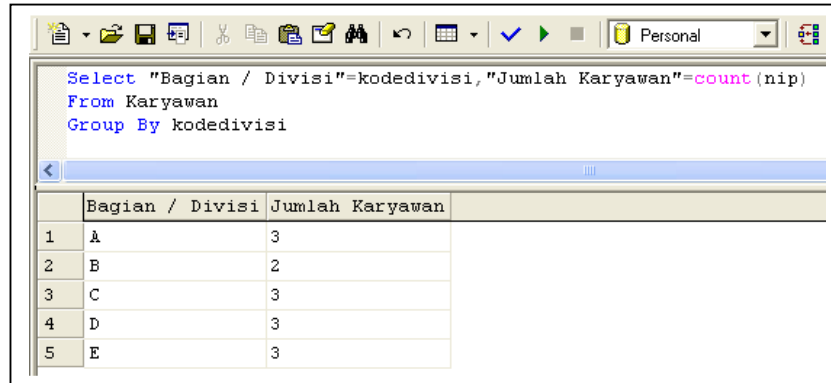 Personal
Select "Bagian / Divisi"=kodedivisi,"Jumlah Karyawan"=count(nip)
From Karyawan
Group By kodedivisi
Bagian / Divisi Jumlah Karyawan
1 A 3
2 B 2
3 C 3
4 D 3
5 E 3